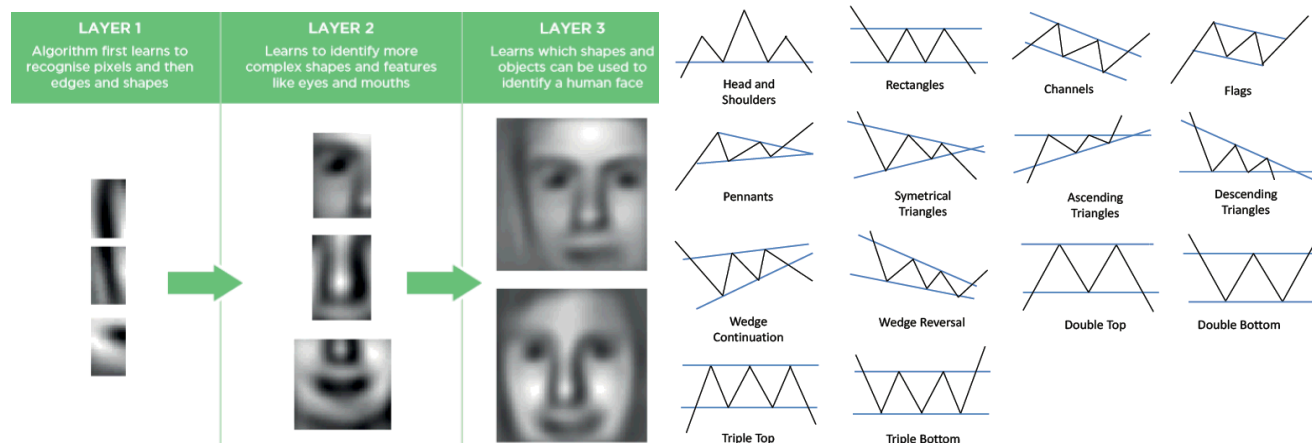 LAYER 1
Algorithm first learns to
recognise pixels and then
edges and shapes
LAYER 2
Learns to identify more
complex shapes and features
like eyes and mouths
LAYER 3
Learns which shapes and
objects can be used to
identify a human face
Head and
Shoulders
Rectangles
Channels
Flags
Pennants
Symetrical
Triangles
Ascending
Triangles
Descending
Triangles
Wedge
Continuation
Wedge Reversal
Double Top
Double Bottom
Triple Top
Triple Bottom